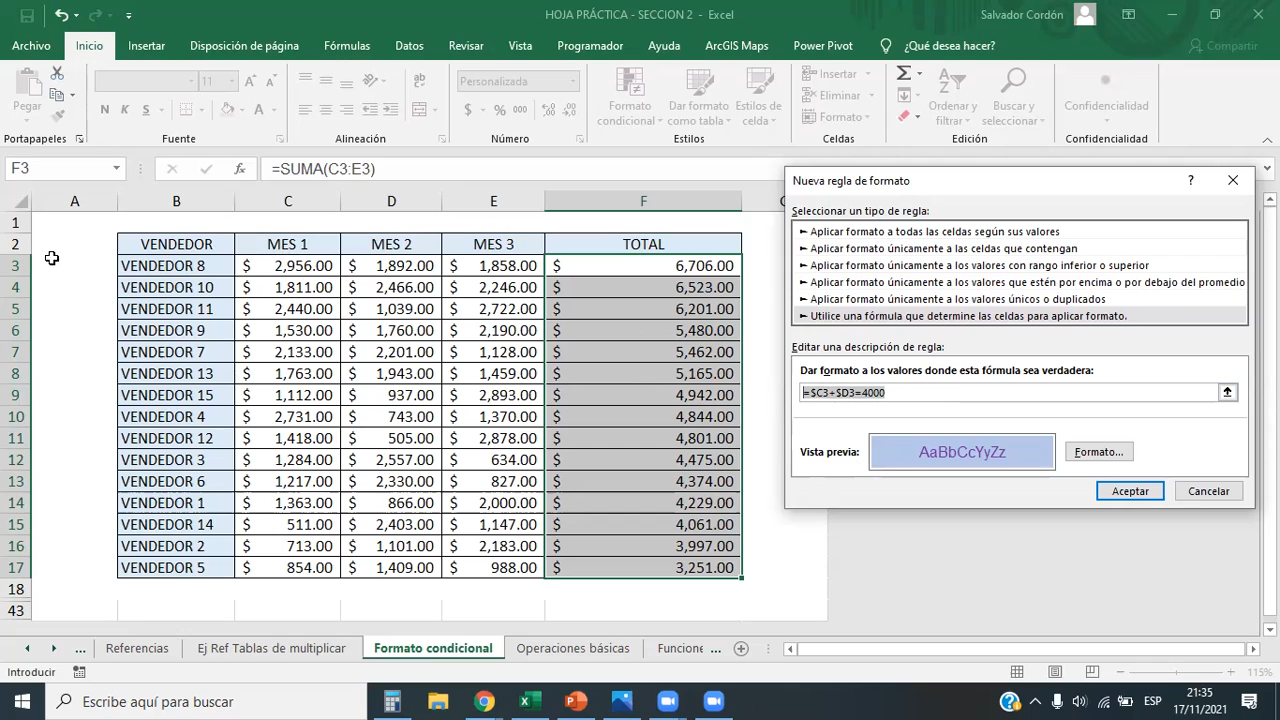 HOJA PRÁCTICA - SECCION 2 - Excel
Salvador Cordón
Archivo Inicio Insertar Disposición de página Fórmulas Datos Revisar Vista Programador Ayuda ArcGIS Maps Power Pivot ¿Qué desea hacer? Compartir
Pegar
11
N K S
Personalizada
$ % 000
Formato condicional
Dar formato como tabla
Estilos de celda
Insertar
Eliminar
Formato
Ordenar y filtrar
Buscar y seleccionar
Confidencialidad
Portapapeles Fuente Alineación Número Estilos Celdas Edición Confidencialidad
F3 fx =SUMA(C3:E3)
A B C D E F
1
2 VENDEDOR MES 1 MES 2 MES 3 TOTAL
3 VENDEDOR 8 $ 2,956.00 $ 1,892.00 $ 1,858.00 $ 6,706.00
4 VENDEDOR 10 $ 1,811.00 $ 2,466.00 $ 2,246.00 $ 6,523.00
5 VENDEDOR 11 $ 2,440.00 $ 1,039.00 $ 2,722.00 $ 6,201.00
6 VENDEDOR 9 $ 1,530.00 $ 1,760.00 $ 2,190.00 $ 5,480.00
7 VENDEDOR 7 $ 2,133.00 $ 2,201.00 $ 1,128.00 $ 5,462.00
8 VENDEDOR 13 $ 1,763.00 $ 1,943.00 $ 1,459.00 $ 5,165.00
9 VENDEDOR 15 $ 1,112.00 $ 937.00 $ 2,893.00 $ 4,942.00
10 VENDEDOR 4 $ 2,731.00 $ 743.00 $ 1,370.00 $ 4,844.00
11 VENDEDOR 12 $ 1,418.00 $ 505.00 $ 2,878.00 $ 4,801.00
12 VENDEDOR 3 $ 1,284.00 $ 2,557.00 $ 634.00 $ 4,475.00
13 VENDEDOR 6 $ 1,217.00 $ 2,330.00 $ 827.00 $ 4,374.00
14 VENDEDOR 1 $ 1,363.00 $ 866.00 $ 2,000.00 $ 4,229.00
15 VENDEDOR 14 $ 511.00 $ 2,403.00 $ 1,147.00 $ 4,061.00
16 VENDEDOR 2 $ 713.00 $ 1,101.00 $ 2,183.00 $ 3,997.00
17 VENDEDOR 5 $ 854.00 $ 1,409.00 $ 988.00 $ 3,251.00
18
43
Nueva regla de formato
Seleccionar un tipo de regla:
► Aplicar formato a todas las celdas según sus valores
► Aplicar formato únicamente a las celdas que contengan
► Aplicar formato únicamente a los valores con rango inferior o superior
► Aplicar formato únicamente a los valores que estén por encima o por debajo del promedio
► Aplicar formato únicamente a los valores únicos o duplicados
► Utilice una fórmula que determine las celdas para aplicar formato.
Editar una descripción de regla:
Dar formato a los valores donde esta fórmula sea verdadera:
=$C3+$D3=4000
Vista previa: AaBbCcYyZz Formato...
Aceptar Cancelar
... Referencias Ej Ref Tablas de multiplicar Formato condicional Operaciones básicas Funcione ...
Introducir 115%
Escribe aquí para buscar
ESP
21:35
17/11/2021